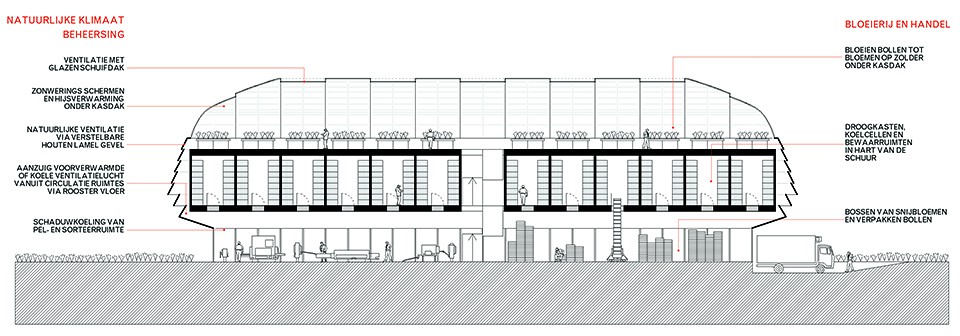 NATUURLIJKE KLIMAAT
BEHEERSING
VENTILATIE MET
GLAZEN SCHUIFDAK
ZONWERINGS SCHERMEN
EN HIJSVERWARMING
ONDER KASDAK
NATUURLIJKE VENTILATIE
VIA VERSTELBARE
HOUTEN LAMEL GEVEL
AANZUIG VOORVERWARMDE
OF KOELE VENTILATIELUCHT
VANUIT CIRCULATIE RUIMTES
VIA ROOSTER VLOER
SCHADUWKOELING VAN
PEL- EN SORTEERRUIMTE
BLOEIERIJ EN HANDEL
BLOEIEN BOLLEN TOT
BLOEMEN OP ZOLDER
ONDER KASDAK
DROOGKASTEN,
KOELCELLEN EN
BEWAARRUIMTEN
IN HART VAN DE
SCHUUR
BOSSEN VAN SNIJBLOEMEN
EN VERPAKKEN BOLLEN